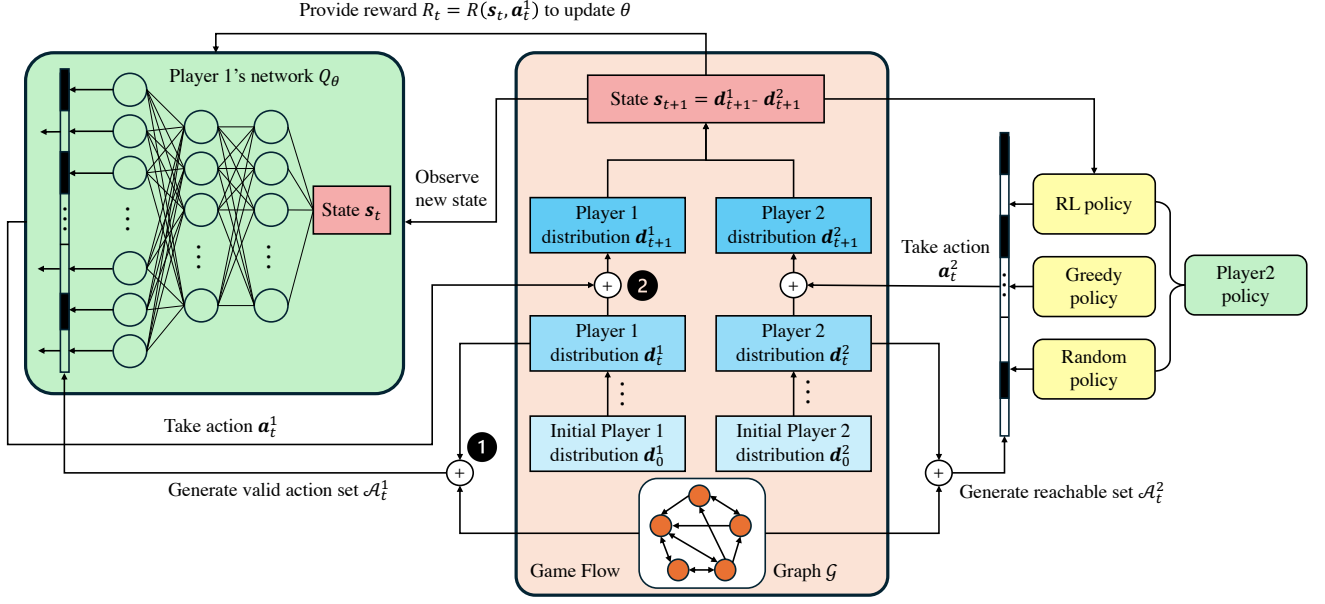 Provide reward R_t = R(s_t, a_t^1) to update θ
Player 1's network Q_θ
State s_t
Observe
new state
State s_{t+1} = d_{t+1}^1 - d_{t+1}^2
Player 1
distribution d_{t+1}^1
Player 2
distribution d_{t+1}^2
+
2
+
Player 1
distribution d_t^1
Player 2
distribution d_t^2
Initial Player 1
distribution d_0^1
Initial Player 2
distribution d_0^2
Take action a_t^1
1
+
Generate valid action set 𝒜_t^1
Game Flow
Graph 𝒢
Take action
a_t^2
RL policy
Greedy
policy
Random
policy
Player2
policy
+
Generate reachable set 𝒜_t^2